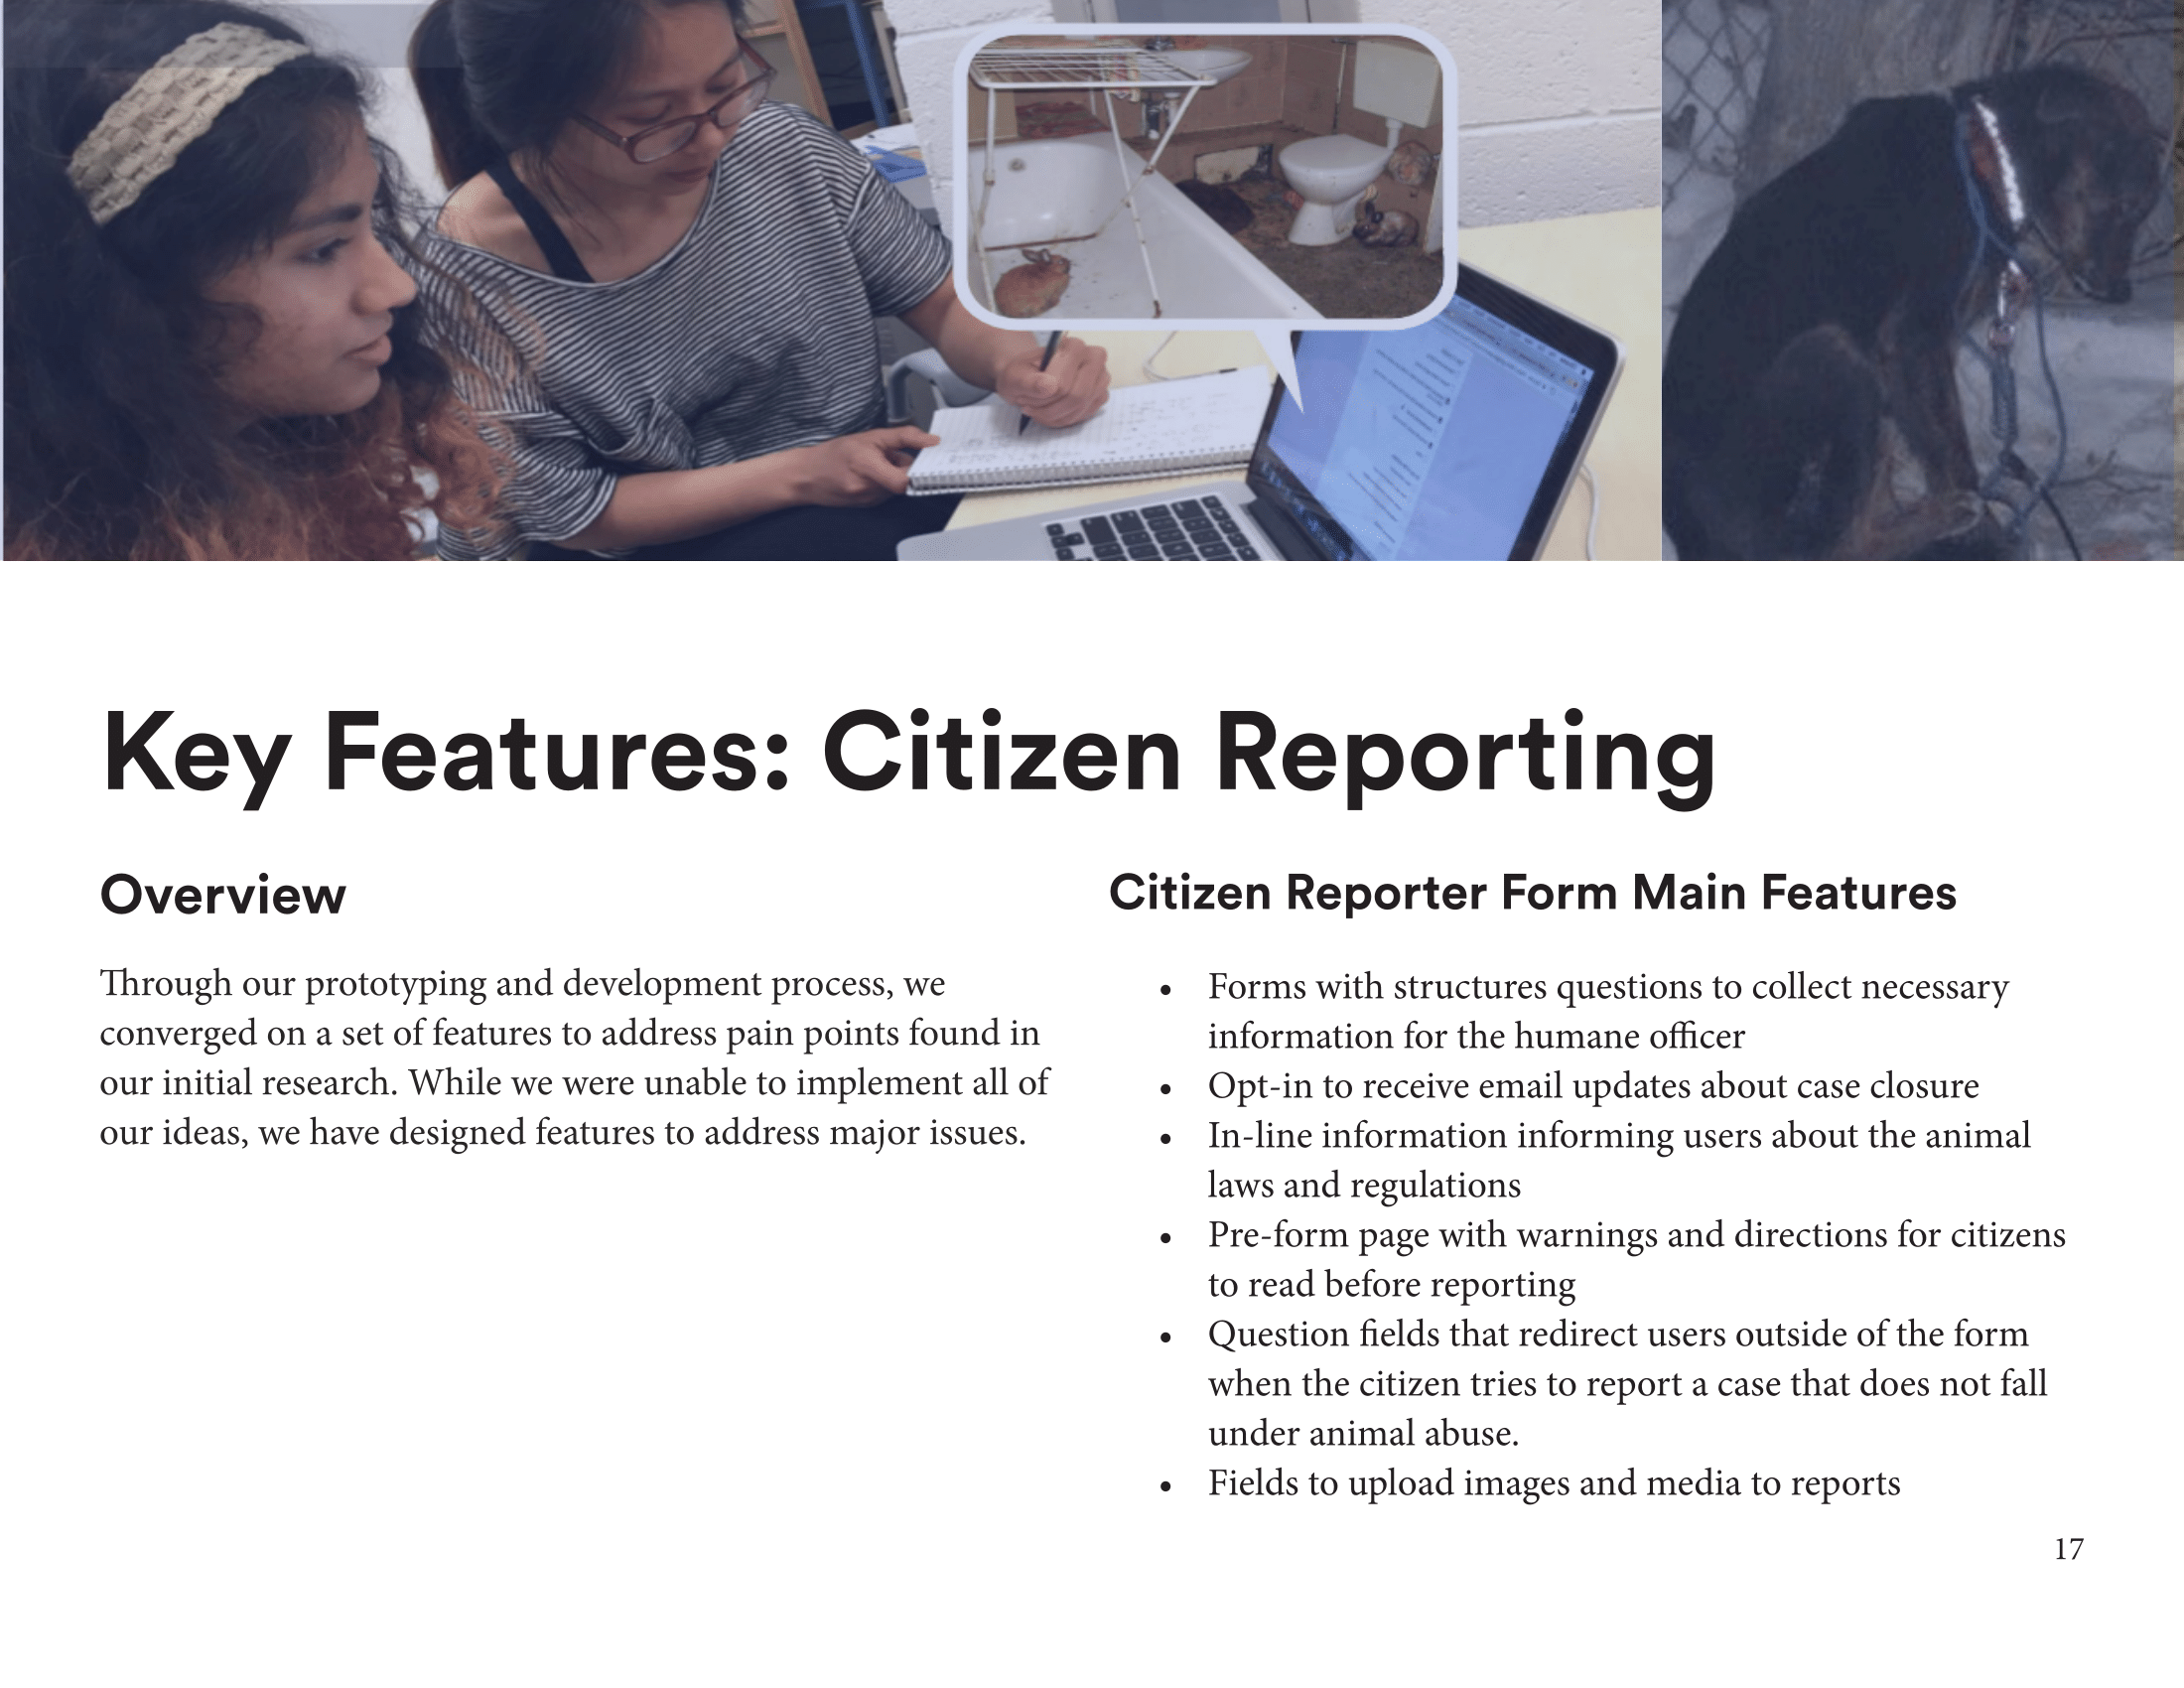 Key Features: Citizen Reporting
Overview
Through our prototyping and development process, we
converged on a set of features to address pain points found in
our initial research. While we were unable to implement all of
our ideas, we have designed features to address major issues.
Citizen Reporter Form Main Features
• Forms with structures questions to collect necessary
information for the humane officer
• Opt-in to receive email updates about case closure
• In-line information informing users about the animal
laws and regulations
• Pre-form page with warnings and directions for citizens
to read before reporting
• Question fields that redirect users outside of the form
when the citizen tries to report a case that does not fall
under animal abuse.
• Fields to upload images and media to reports
17